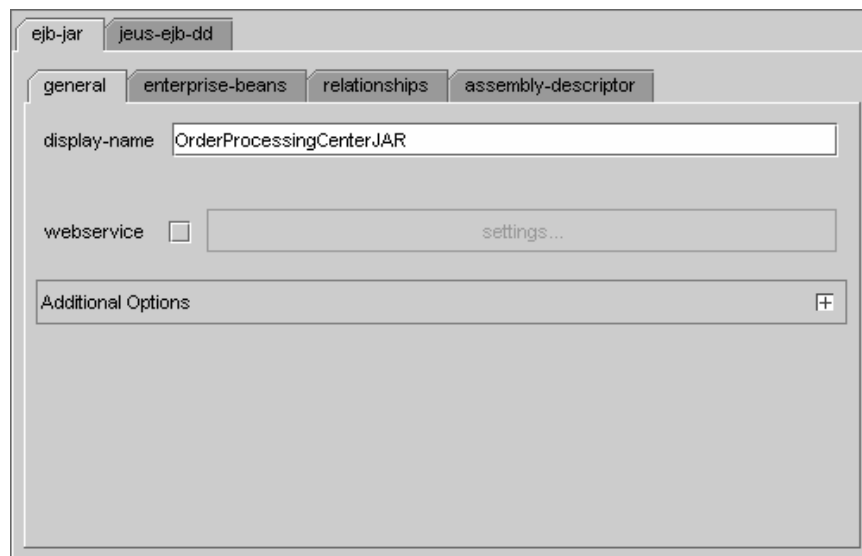 ejb-jar jeus-ejb-dd
general enterprise-beans relationships assembly-descriptor
display-name OrderProcessingCenterJAR
webservice settings...
Additional Options